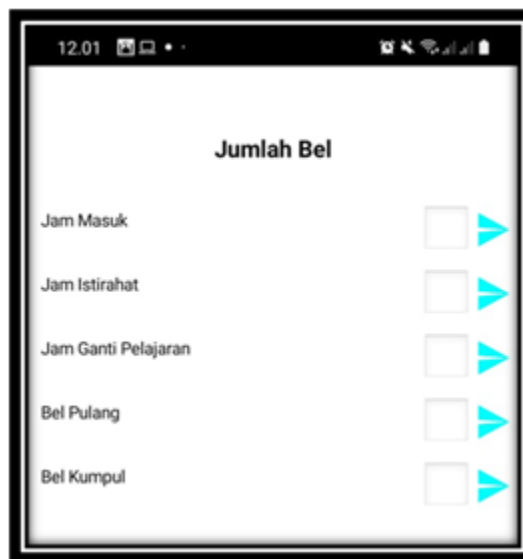 12.01
Jumlah Bel
Jam Masuk
Jam Istirahat
Jam Ganti Pelajaran
Bel Pulang
Bel Kumpul